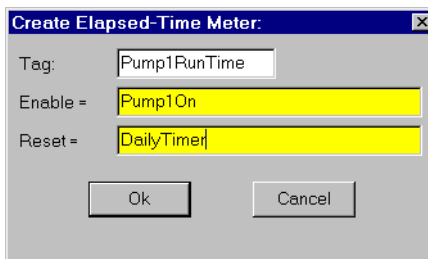 Create Elapsed-Time Meter:
Tag: Pump1RunTime
Enable = Pump1On
Reset = DailyTimer
Ok Cancel